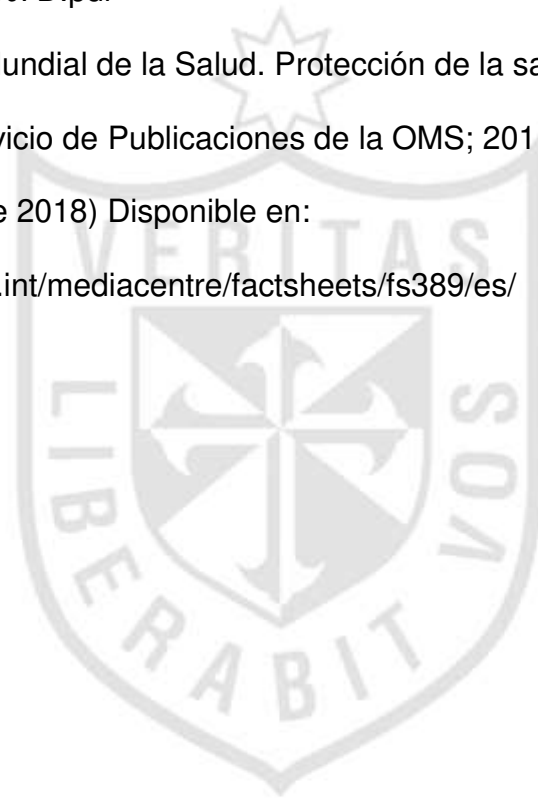 undial de la Salud. Protección de la sa
vicio de Publicaciones de la OMS; 201
e 2018) Disponible en:
.int/mediacentre/factsheets/fs389/es/
VERITAS
LIBERABIT VOS